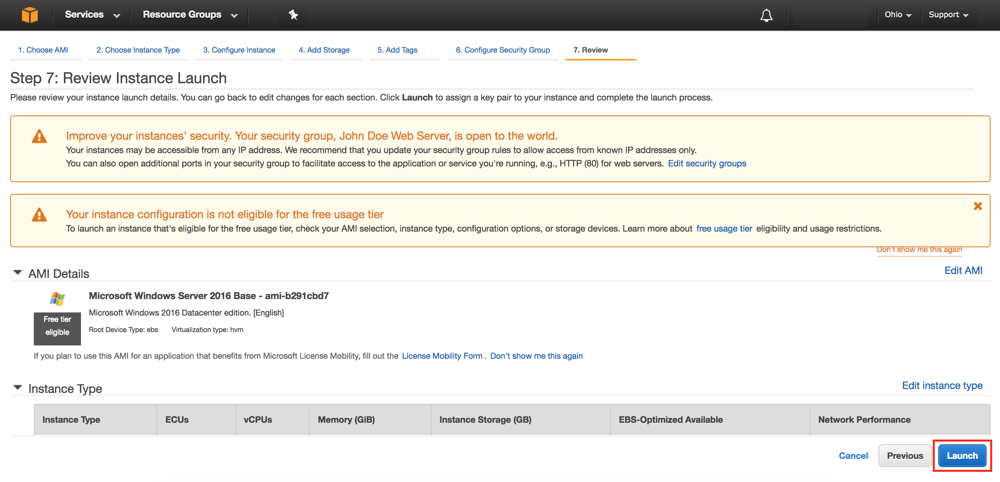 Services Resource Groups Ohio Support
1. Choose AMI 2. Choose Instance Type 3. Configure Instance 4. Add Storage 5. Add Tags 6. Configure Security Group 7. Review
Step 7: Review Instance Launch
Please review your instance launch details. You can go back to edit changes for each section. Click Launch to assign a key pair to your instance and complete the launch process.
Improve your instances' security. Your security group, John Doe Web Server, is open to the world.
Your instances may be accessible from any IP address. We recommend that you update your security group rules to allow access from known IP addresses only.
You can also open additional ports in your security group to facilitate access to the application or service you're running, e.g., HTTP (80) for web servers. Edit security groups
Your instance configuration is not eligible for the free usage tier
To launch an instance that's eligible for the free usage tier, check your AMI selection, instance type, configuration options, or storage devices. Learn more about free usage tier eligibility and usage restrictions.
Don't show me this again
AMI Details Edit AMI
Microsoft Windows Server 2016 Base - ami-b291cbd7
Microsoft Windows 2016 Datacenter edition. [English]
Free tier
eligible
Root Device Type: ebs Virtualization type: hvm
If you plan to use this AMI for an application that benefits from Microsoft License Mobility, fill out the License Mobility Form. Don't show me this again
Instance Type Edit instance type
Instance Type ECUs vCPUs Memory (GiB) Instance Storage (GB) EBS-Optimized Available Network Performance
Cancel Previous Launch